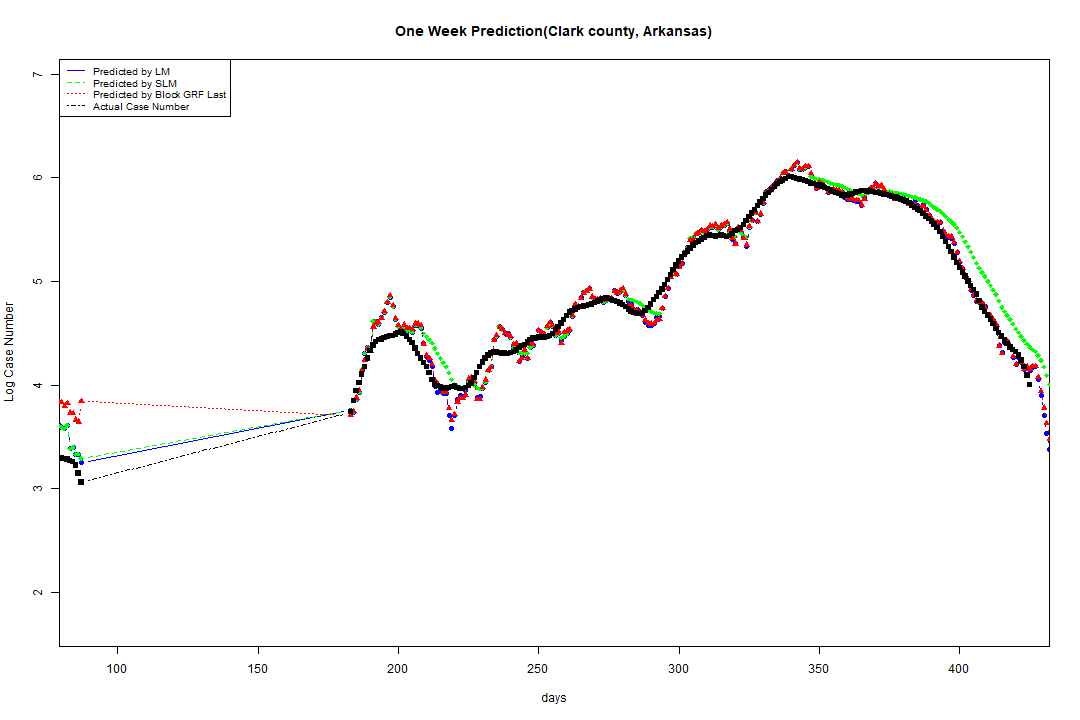 One Week Prediction(Clark county, Arkansas)
Predicted by LM
Predicted by SLM
Predicted by Block GRF Last
Actual Case Number
7
6
5
4
3
2
Log Case Number
100 150 200 250 300 350 400
days